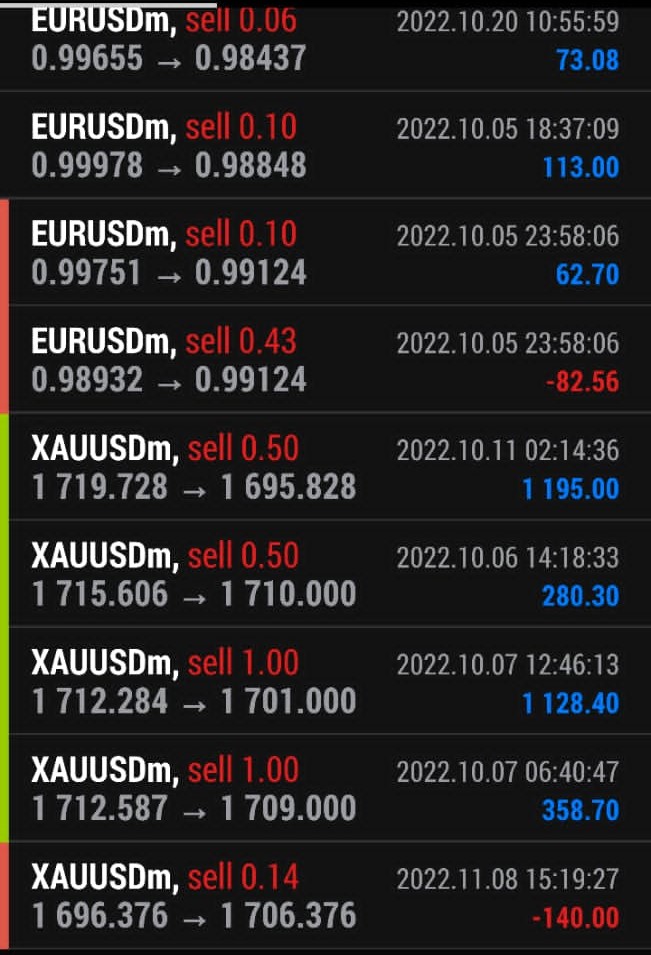 EURUSDm, sell 0.06 2022.10.20 10:55:59
0.99655 → 0.98437 73.08
EURUSDm, sell 0.10 2022.10.05 18:37:09
0.99978 → 0.98848 113.00
EURUSDm, sell 0.10 2022.10.05 23:58:06
0.99751 → 0.99124 62.70
EURUSDm, sell 0.43 2022.10.05 23:58:06
0.98932 → 0.99124 -82.56
XAUUSDm, sell 0.50 2022.10.11 02:14:36
1 719.728 → 1 695.828 1 195.00
XAUUSDm, sell 0.50 2022.10.06 14:18:33
1 715.606 → 1 710.000 280.30
XAUUSDm, sell 1.00 2022.10.07 12:46:13
1 712.284 → 1 701.000 1 128.40
XAUUSDm, sell 1.00 2022.10.07 06:40:47
1 712.587 → 1 709.000 358.70
XAUUSDm, sell 0.14 2022.11.08 15:19:27
1 696.376 → 1 706.376 -140.00